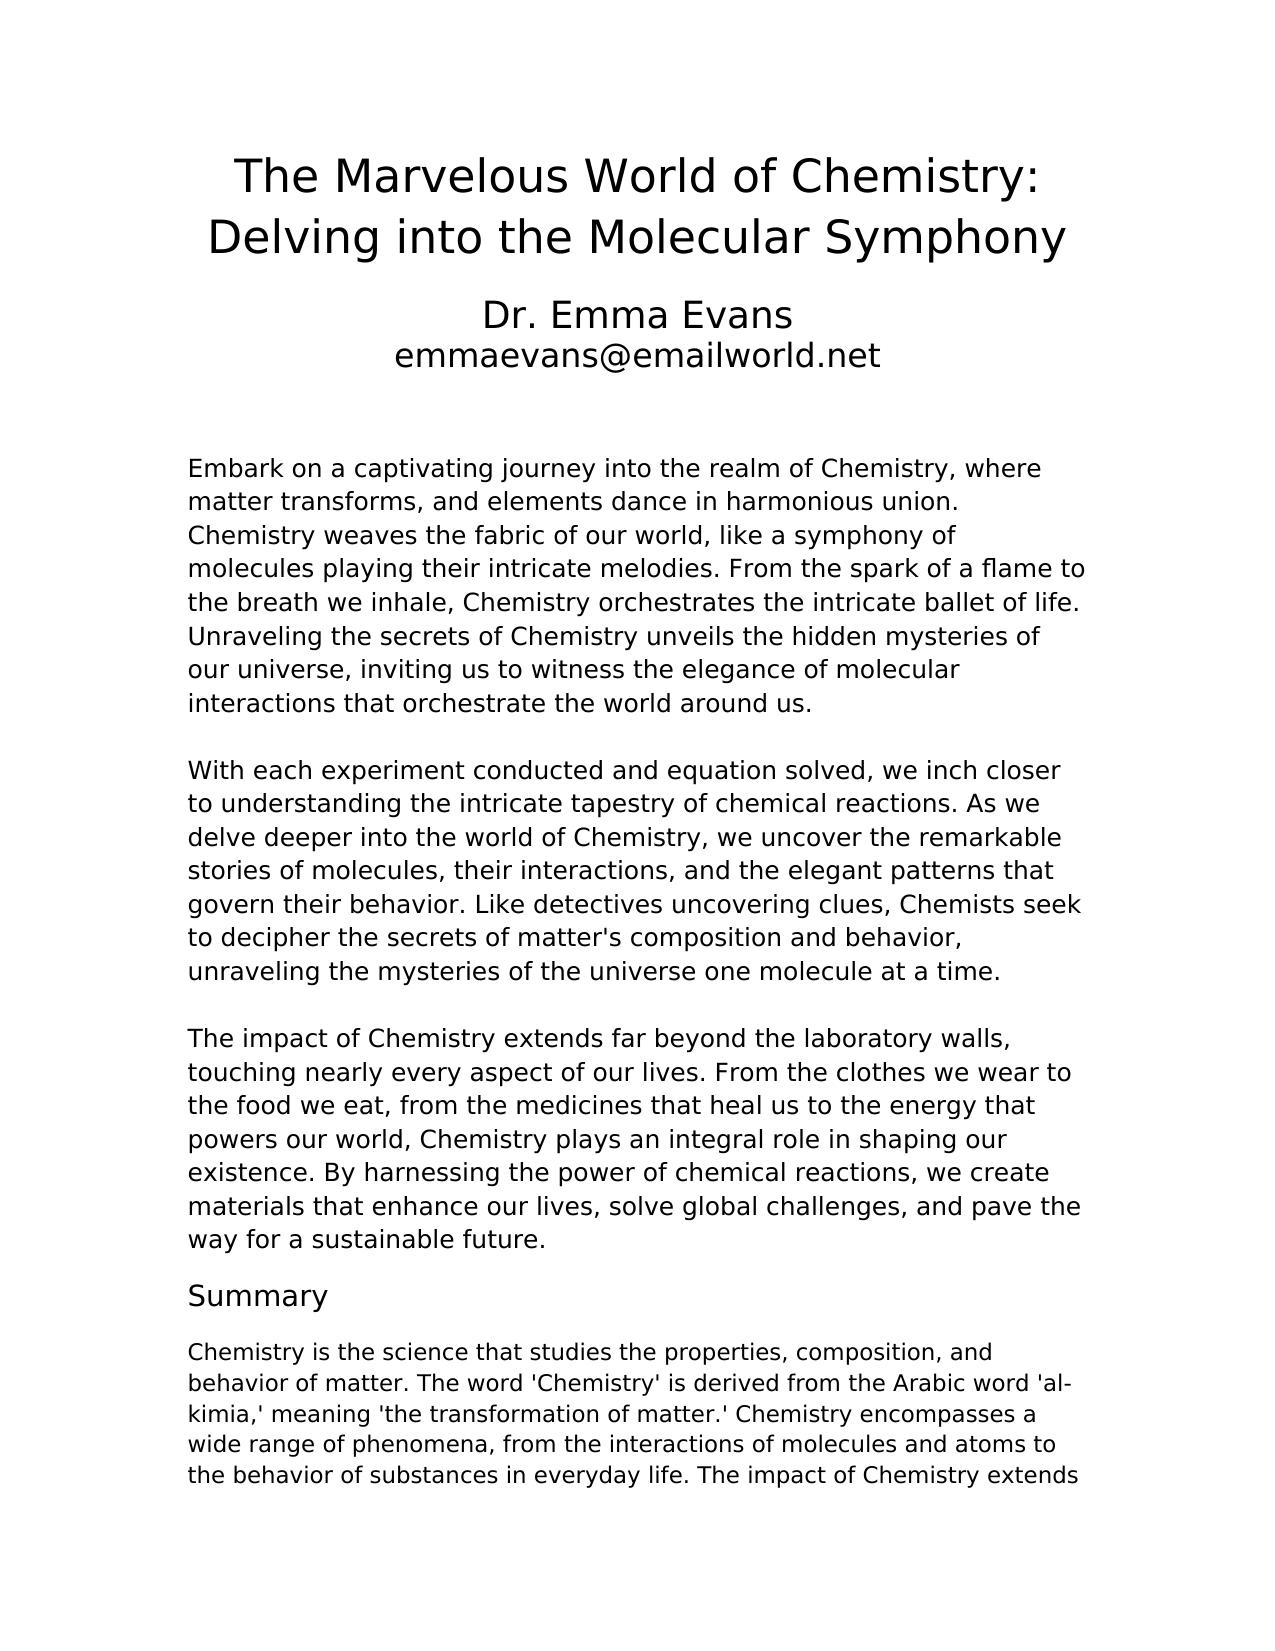 The Marvelous World of Chemistry:
Delving into the Molecular Symphony
Dr. Emma Evans
emmaevans@emailworld.net
Embark on a captivating journey into the realm of Chemistry, where
matter transforms, and elements dance in harmonious union.
Chemistry weaves the fabric of our world, like a symphony of
molecules playing their intricate melodies. From the spark of a flame to
the breath we inhale, Chemistry orchestrates the intricate ballet of life.
Unraveling the secrets of Chemistry unveils the hidden mysteries of
our universe, inviting us to witness the elegance of molecular
interactions that orchestrate the world around us.
With each experiment conducted and equation solved, we inch closer
to understanding the intricate tapestry of chemical reactions. As we
delve deeper into the world of Chemistry, we uncover the remarkable
stories of molecules, their interactions, and the elegant patterns that
govern their behavior. Like detectives uncovering clues, Chemists seek
to decipher the secrets of matter's composition and behavior,
unraveling the mysteries of the universe one molecule at a time.
The impact of Chemistry extends far beyond the laboratory walls,
touching nearly every aspect of our lives. From the clothes we wear to
the food we eat, from the medicines that heal us to the energy that
powers our world, Chemistry plays an integral role in shaping our
existence. By harnessing the power of chemical reactions, we create
materials that enhance our lives, solve global challenges, and pave the
way for a sustainable future.
Summary
Chemistry is the science that studies the properties, composition, and
behavior of matter. The word 'Chemistry' is derived from the Arabic word 'al-
kimia,' meaning 'the transformation of matter.' Chemistry encompasses a
wide range of phenomena, from the interactions of molecules and atoms to
the behavior of substances in everyday life. The impact of Chemistry extends